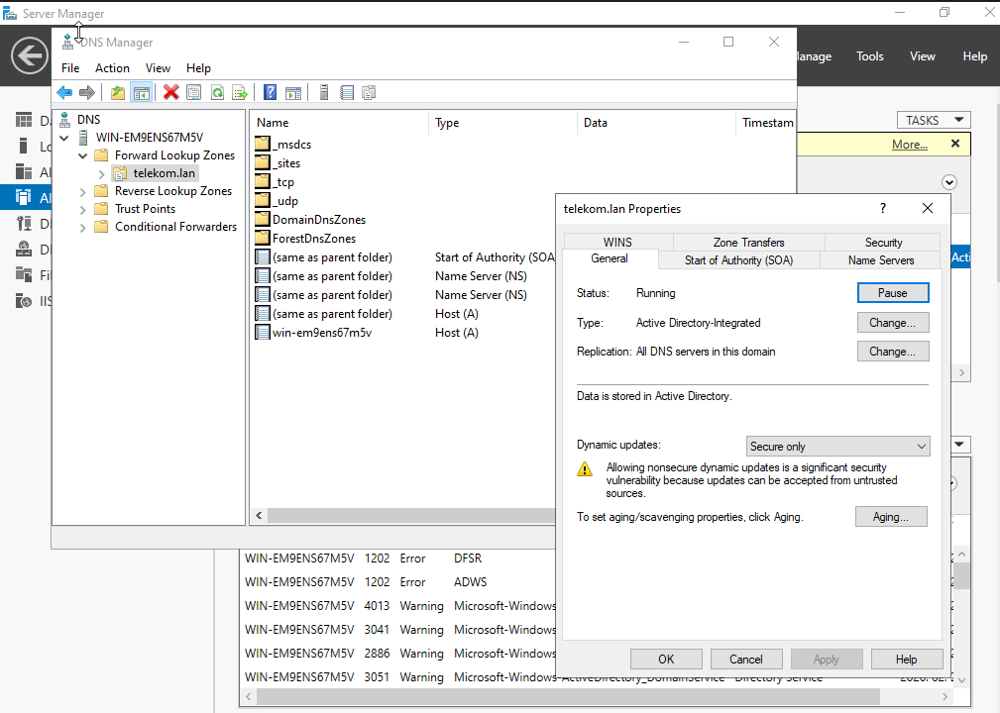 Server Manager
DNS Manager
anage Tools View Help
File Action View Help
TASKS
More...
DNS
WIN-EM9ENS67M5V
Forward Lookup Zones
telekom.lan
Reverse Lookup Zones
Trust Points
Conditional Forwarders
Name Type Data Timestam
_msdcs
_sites
_tcp
_udp
DomainDnsZones
ForestDnsZones
(same as parent folder) Start of Authority (SOA
(same as parent folder) Name Server (NS)
(same as parent folder) Name Server (NS)
(same as parent folder) Host (A)
win-em9ens67m5v Host (A)
telekom.lan Properties
WINS Zone Transfers Security
General Start of Authority (SOA) Name Servers
Status: Running Pause
Type: Active Directory-Integrated Change...
Replication: All DNS servers in this domain Change...
Data is stored in Active Directory.
Dynamic updates: Secure only
Allowing nonsecure dynamic updates is a significant security
vulnerability because updates can be accepted from untrusted
sources.
To set aging/scavenging properties, click Aging. Aging...
OK Cancel Apply Help
Acti
WIN-EM9ENS67M5V 1202 Error DFSR
WIN-EM9ENS67M5V 1202 Error ADWS
WIN-EM9ENS67M5V 4013 Warning Microsoft-Windows
WIN-EM9ENS67M5V 3041 Warning Microsoft-Windows
WIN-EM9ENS67M5V 2886 Warning Microsoft-Windows
WIN-EM9ENS67M5V 3051 Warning Microsoft-Windows-ActiveDirectory_DomainService Directory Service